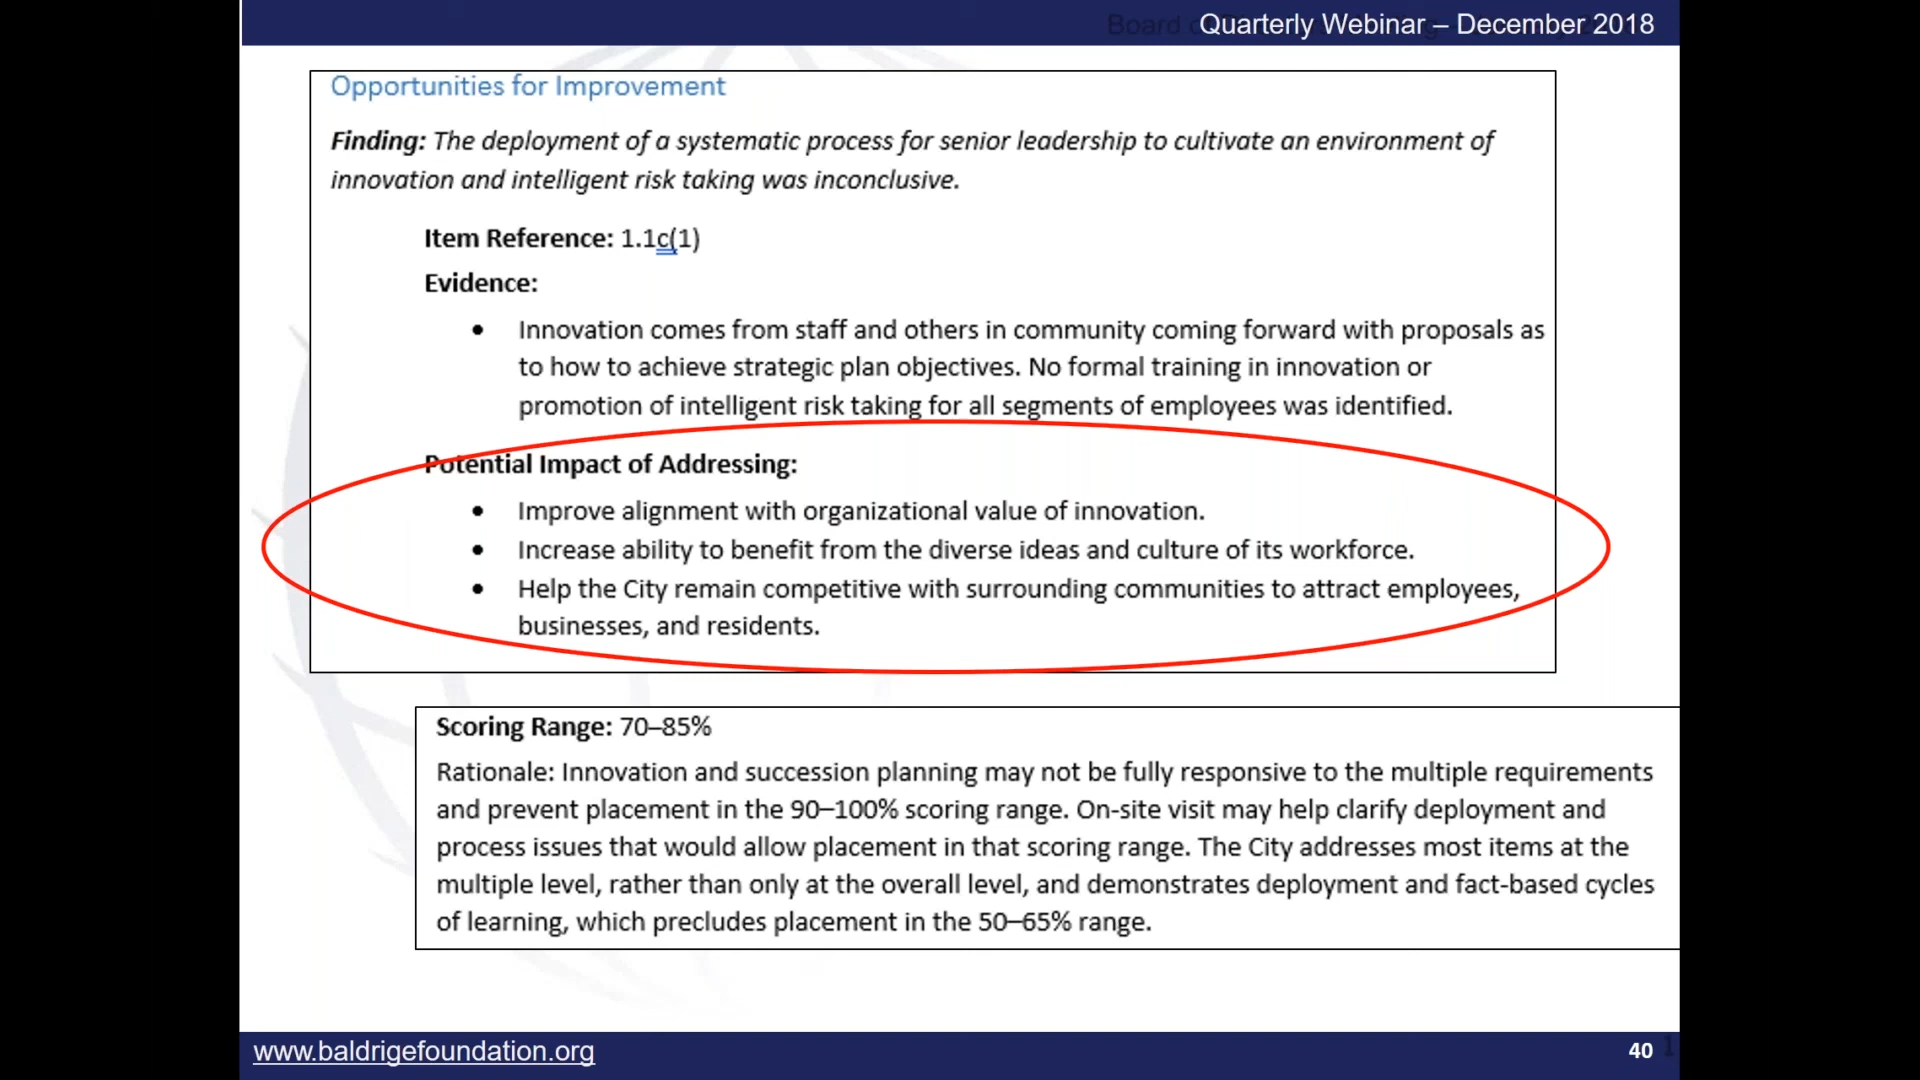 Quarterly Webinar – December 2018
Opportunities for Improvement
Finding: The deployment of a systematic process for senior leadership to cultivate an environment of
innovation and intelligent risk taking was inconclusive.
Item Reference: 1.1c(1)
Evidence:
• Innovation comes from staff and others in community coming forward with proposals as
to how to achieve strategic plan objectives. No formal training in innovation or
promotion of intelligent risk taking for all segments of employees was identified.
Potential Impact of Addressing:
• Improve alignment with organizational value of innovation.
• Increase ability to benefit from the diverse ideas and culture of its workforce.
• Help the City remain competitive with surrounding communities to attract employees,
businesses, and residents.
Scoring Range: 70–85%
Rationale: Innovation and succession planning may not be fully responsive to the multiple requirements
and prevent placement in the 90–100% scoring range. On-site visit may help clarify deployment and
process issues that would allow placement in that scoring range. The City addresses most items at the
multiple level, rather than only at the overall level, and demonstrates deployment and fact-based cycles
of learning, which precludes placement in the 50–65% range.
www.baldrigefoundation.org
40